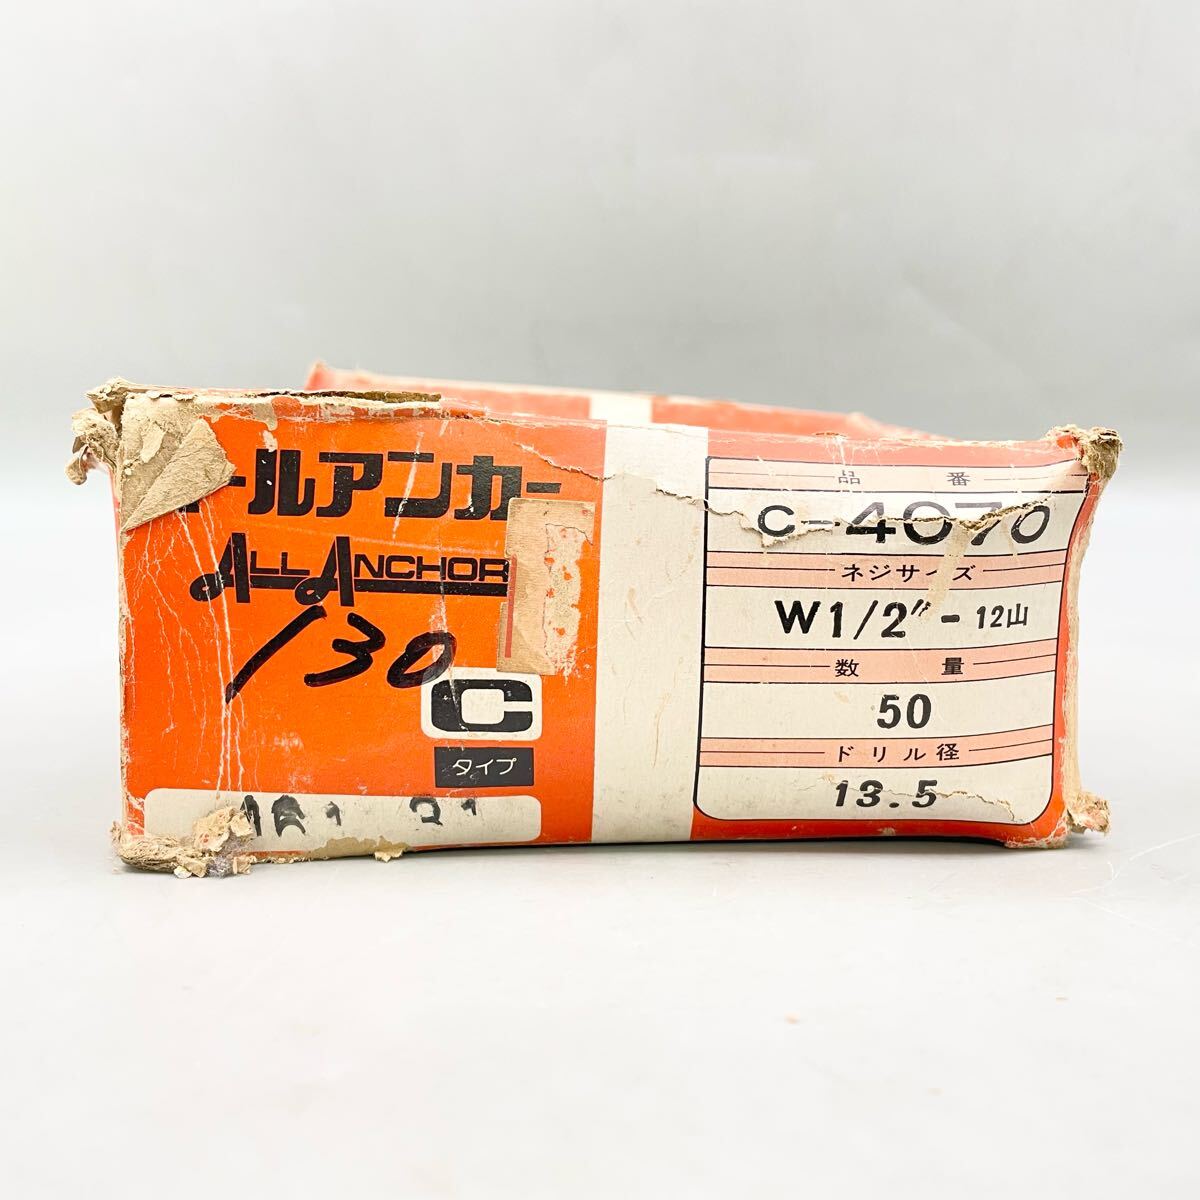 ールアンカー
ALL ANCHOR
130
C
タイプ
品番
C-4070
ネジサイズ
W1/2"-12山
数量
50
ドリル径
13.5